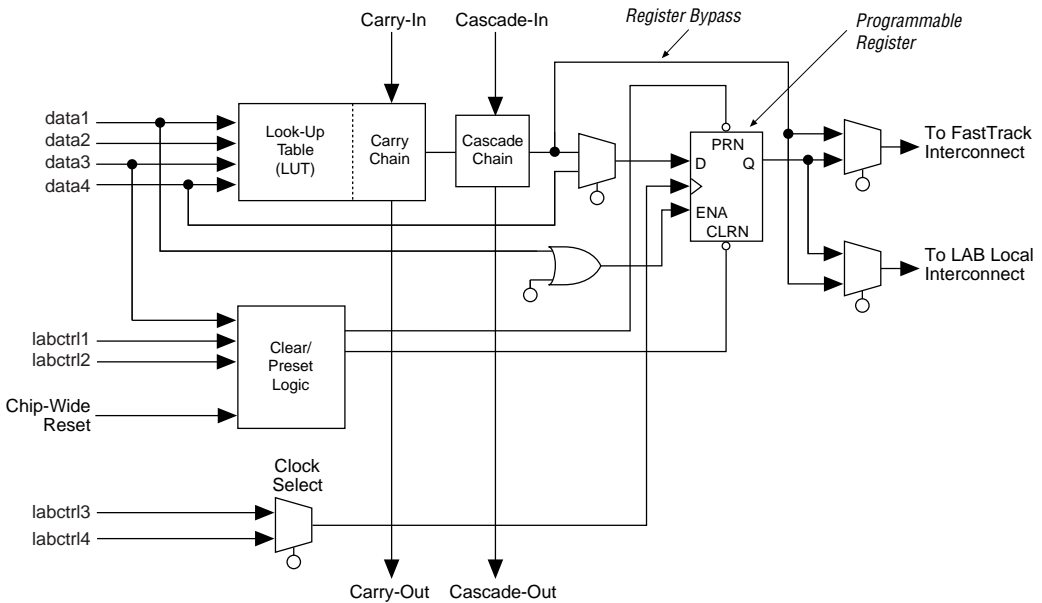 Carry-In
Cascade-In
Register Bypass
Programmable
Register
data1
data2
data3
data4
Look-Up
Table
(LUT)
Carry
Chain
Cascade
Chain
PRN
D
Q
ENA
CLRN
To FastTrack
Interconnect
To LAB Local
Interconnect
labctrl1
labctrl2
Chip-Wide
Reset
Clear/
Preset
Logic
Clock
Select
labctrl3
labctrl4
Carry-Out
Cascade-Out